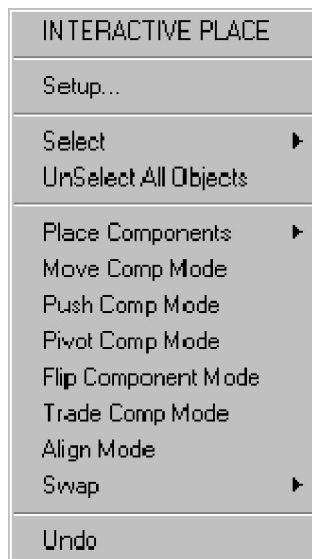 INTERACTIVE PLACE
Setup...
Select
UnSelect All Objects
Place Components
Move Comp Mode
Push Comp Mode
Pivot Comp Mode
Flip Component Mode
Trade Comp Mode
Align Mode
Swap
Undo